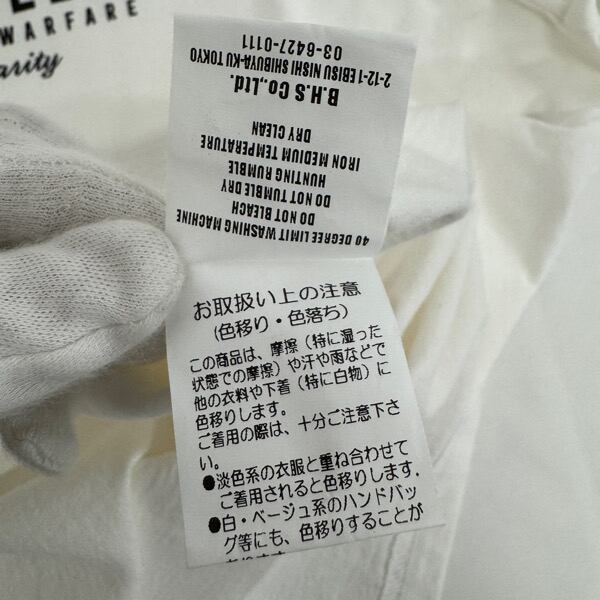 WARFARE
arity
40 DEGREE LIMIT WASHING MACHINE
DO NOT BLEACH
DO NOT TUMBLE DRY
HUNTING RUMBLE
IRON MEDIUM TEMPERATURE
DRY CLEAN
B.H.S Co.,Ltd.
2-12-1 EBISU NISHI SHIBUYA-KU TOKYO
03-6427-0111
お取扱い上の注意
(色移り・色落ち)
この商品は、摩擦（特に湿った
状態での摩擦）や汗や雨などで
他の衣料や下着（特に白物）に
色移りします。
ご着用の際は、十分ご注意下さ
い。
●淡色系の衣服と重ね合わせて
ご着用されると色移りします.
●白・ベージュ系のハンドバッ
グ等にも、色移りすることが